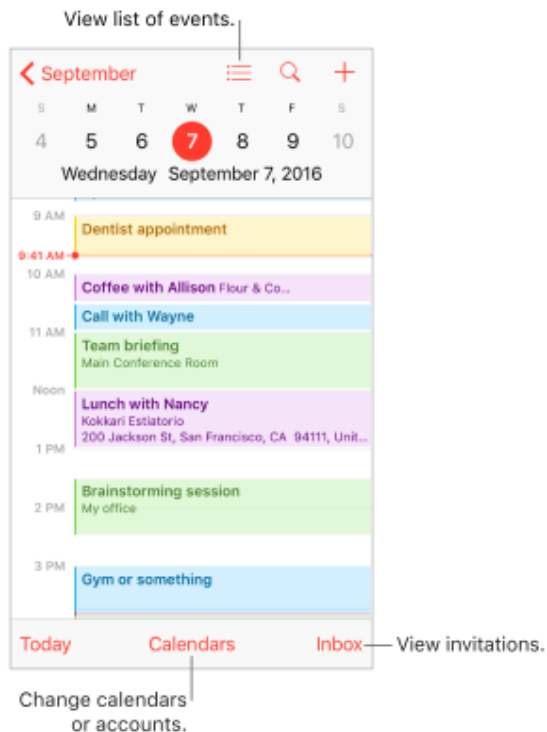 View list of events.
September
S M T W T F S
4 5 6 7 8 9 10
Wednesday September 7, 2016
9 AM
Dentist appointment
9:41 AM
10 AM
Coffee with Allison Flour & Co...
Call with Wayne
11 AM
Team briefing
Main Conference Room
Noon
Lunch with Nancy
Kokkari Estiatorio
200 Jackson St, San Francisco, CA 94111, Unit...
1 PM
Brainstorming session
2 PM
My office
3 PM
Gym or something
Today Calendars Inbox
View invitations.
Change calendars
or accounts.